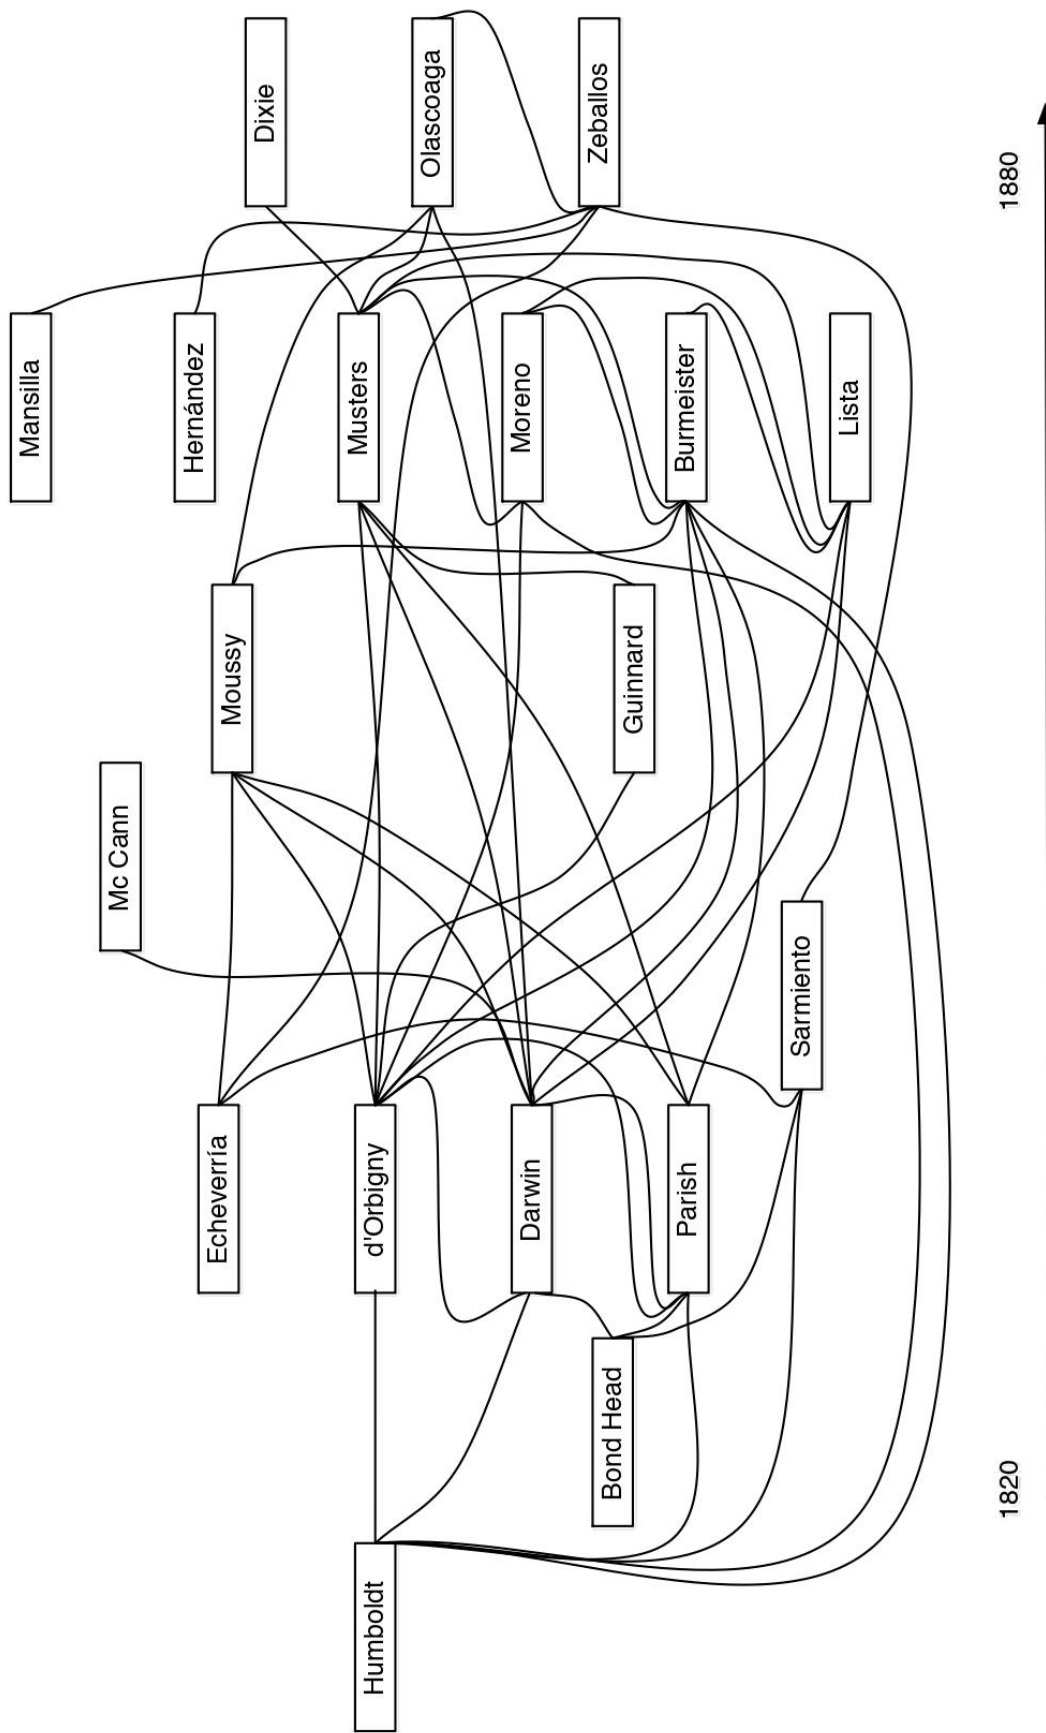 Humboldt
Bond Head
Echeverría
d'Orbigny
Darwin
Parish
Sarmiento
Mc Cann
Moussy
Guinnard
Mansilla
Hernández
Musters
Moreno
Burmeister
Lista
Dixie
Olascoaga
Zeballos
1820
1880